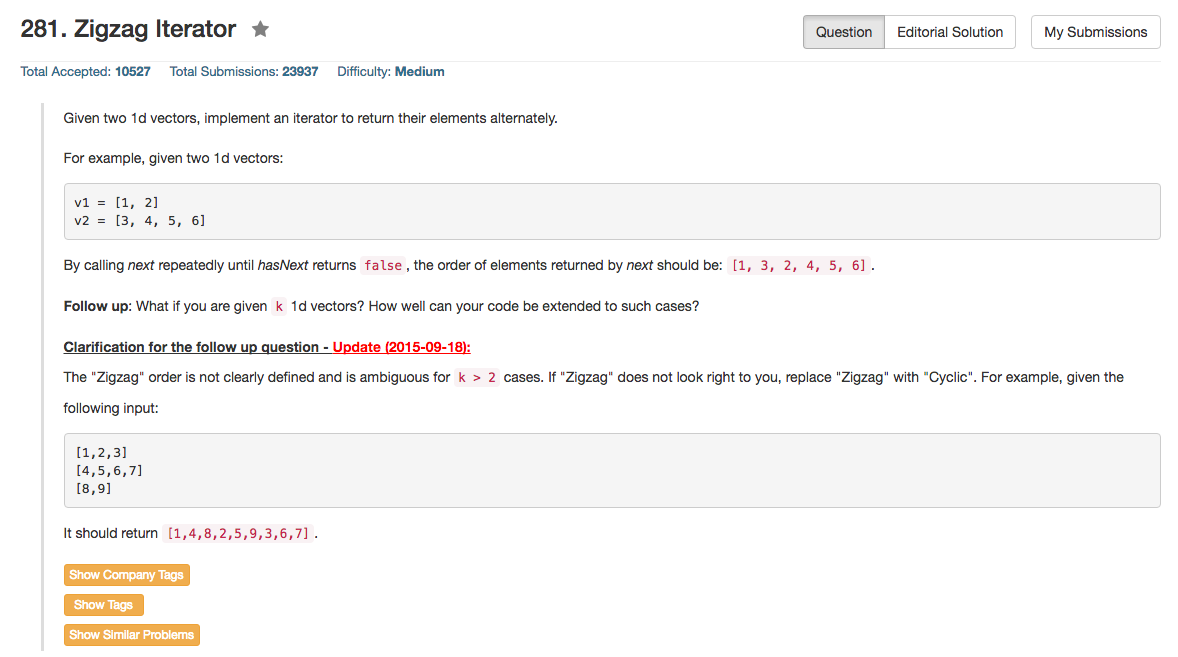 281. Zigzag Iterator
Question
Editorial Solution
My Submissions
Total Accepted: 10527 Total Submissions: 23937 Difficulty: Medium
Given two 1d vectors, implement an iterator to return their elements alternately.
For example, given two 1d vectors:
v1 = [1, 2]
v2 = [3, 4, 5, 6]
By calling next repeatedly until hasNext returns false, the order of elements returned by next should be: [1, 3, 2, 4, 5, 6].
Follow up: What if you are given k 1d vectors? How well can your code be extended to such cases?
Clarification for the follow up question - Update (2015-09-18):
The "Zigzag" order is not clearly defined and is ambiguous for k > 2 cases. If "Zigzag" does not look right to you, replace "Zigzag" with "Cyclic". For example, given the
following input:
[1,2,3]
[4,5,6,7]
[8,9]
It should return [1,4,8,2,5,9,3,6,7].
Show Company Tags
Show Tags
Show Similar Problems